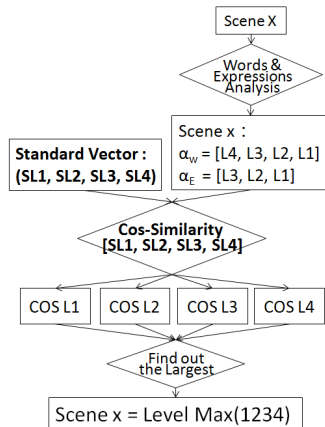 Scene X
Words &
Expressions
Analysis
Scene x :
αw = [L4, L3, L2, L1]
αE = [L3, L2, L1]
Standard Vector :
(SL1, SL2, SL3, SL4)
Cos-Similarity
[SL1, SL2, SL3, SL4]
COS L1
COS L2
COS L3
COS L4
Find out
the Largest
Scene x = Level Max(1234)